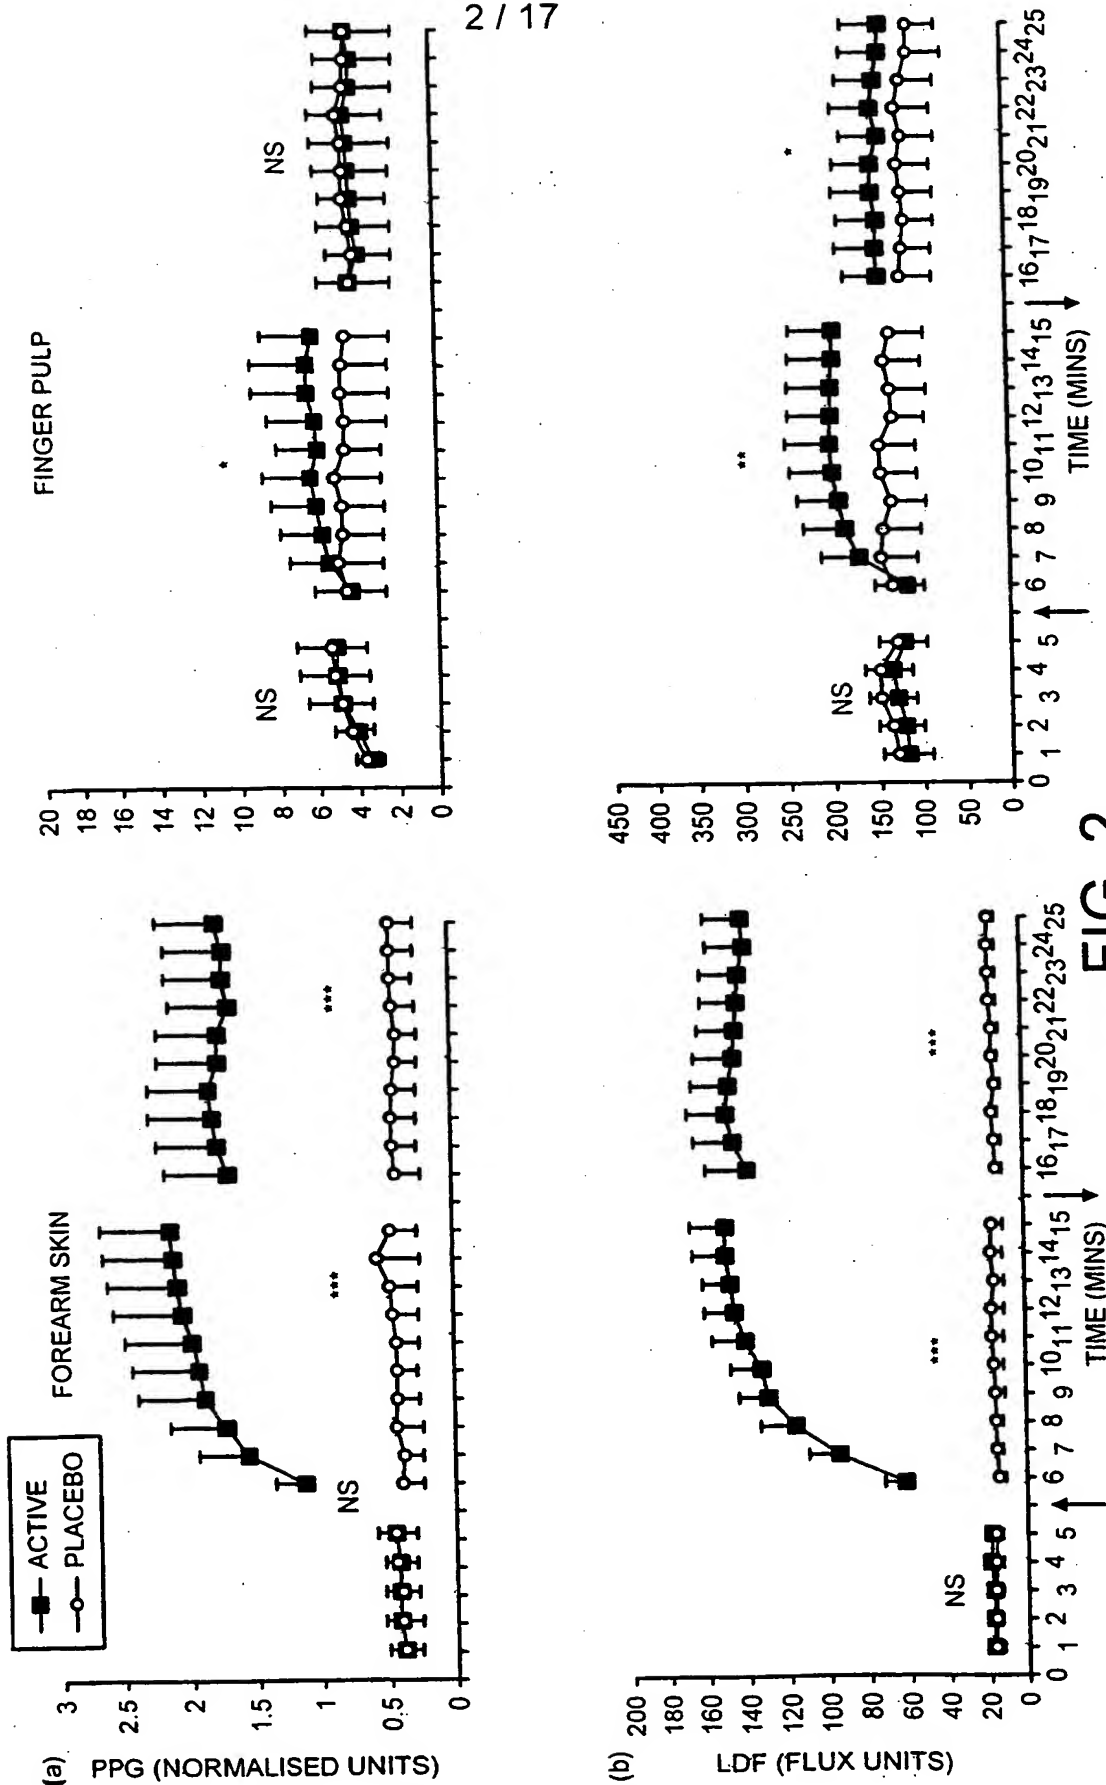 2 / 17
ACTIVE
PLACEBO
(a)
FOREARM SKIN
PPG (NORMALISED UNITS)
3
2.5
2
1.5
1
0.5
0
NS
***
***
FINGER PULP
20
18
16
14
12
10
8
6
4
2
0
NS
*
NS
(b)
LDF (FLUX UNITS)
200
180
160
140
120
100
80
60
40
20
0
NS
***
***
0 1 2 3 4 5 6 7 8 9 10 11 12 13 14 15 16 17 18 19 20 21 22 23 24 25
TIME (MINS)
450
400
350
300
250
200
150
100
50
0
NS
**
*
0 1 2 3 4 5 6 7 8 9 10 11 12 13 14 15 16 17 18 19 20 21 22 23 24 25
TIME (MINS)
FIG. 2